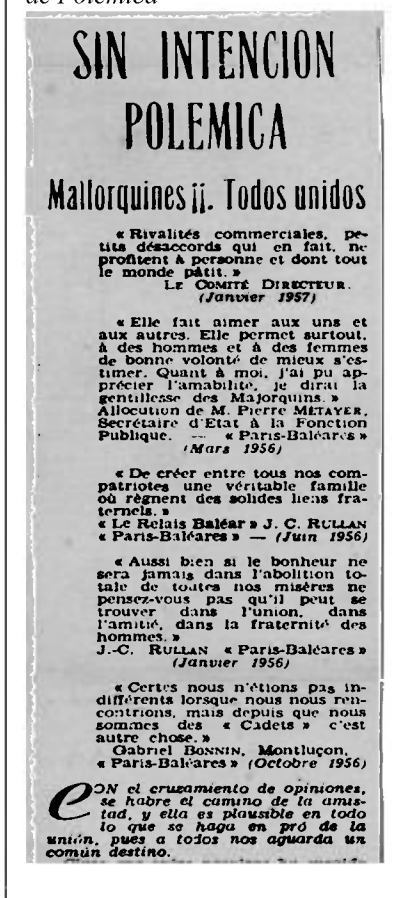 de Polemica
SIN INTENCION
POLEMICA
Mallorquines ¡¡. Todos unidos
« Rivalités commerciales, pe-
tits désaccords qui en fait, ne
profitent à personne et dont tout
le monde pâtit. »
LE COMITÉ DIRECTEUR.
(Janvier 1957)
« Elle fait aimer aux uns et
aux autres. Elle permet surtout,
à des hommes et à des femmes
de bonne volonté de mieux s'es-
timer. Quant à moi, j'ai pu ap-
précier l'amabilité, je dirai la
gentillesse des Majorquins. »
Allocution de M. Pierre MÉTAYER,
Secrétaire d'Etat à la Fonction
Publique. — « Paris-Baléares »
(Mars 1956)
« De créer entre tous nos com-
patriotes une véritable famille
où règnent des solides liens fra-
ternels. »
« Le Relais Baléar » J. C. RULLAN
« Paris-Baléares » — (Juin 1956)
« Aussi bien si le bonheur ne
sera jamais dans l'abolition to-
tale de toutes nos misères ne
pensez-vous pas qu'il peut se
trouver dans l'union, dans
l'amitié, dans la fraternité des
hommes. »
J.-C. RULLAN « Paris-Baléares »
(Janvier 1956)
« Certes nous n'étions pas in-
différents lorsque nous nous ren-
contrions, mais depuis que nous
sommes des « Cadets » c'est
autre chose. »
Gabriel BONNIN, Montluçon,
« Paris-Baléares » (Octobre 1956)
CON el cruzamiento de opiniones,
se habre el camino de la amis-
tad, y ella es plausible en todo
lo que se haga en pró de la
unión, pues a todos nos aguarda un
común destino.